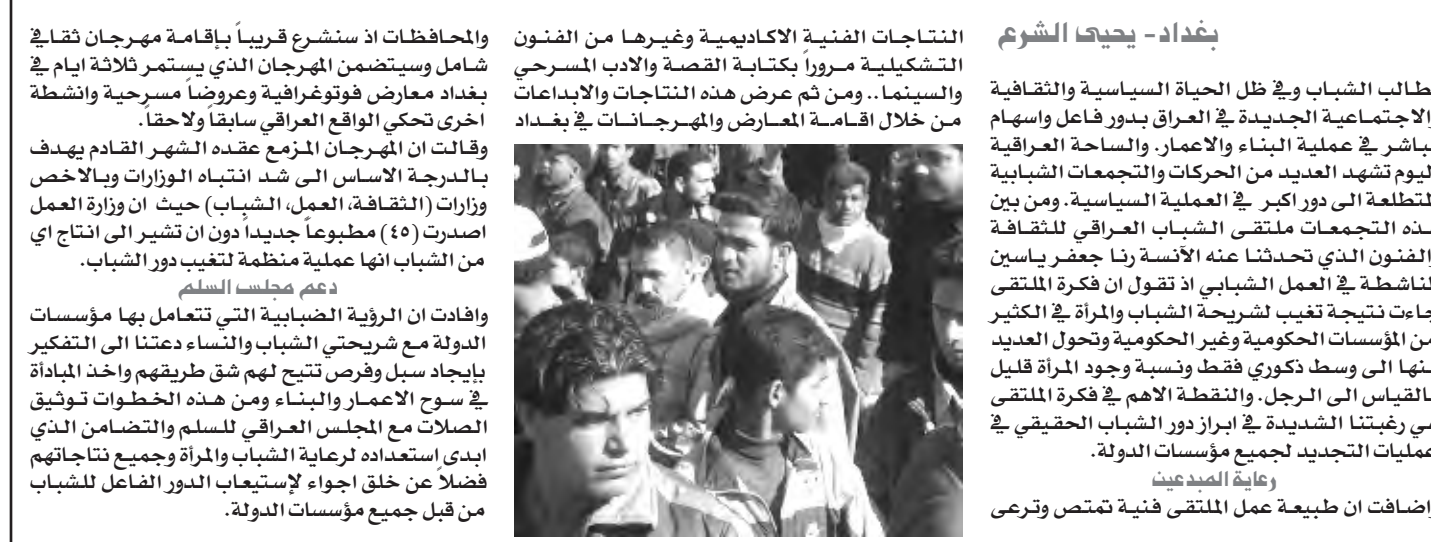 بغداد - يحيى الشرع
يطالب الشباب وفي ظل الحياة السياسية والثقافية
والاجتماعية الجديدة في العراق بدور فاعل واسهام
مباشر في عملية البناء والاعمار. والساحة العراقية
اليوم تشهد العديد من الحركات والتجمعات الشبابية
المتطلعة الى دور اكبر في العملية السياسية. ومن بين
هذه التجمعات ملتقى الشباب العراقي للثقافة
والفنون الذي تحدثنا عنه الآنسة رنا جعفر ياسين
الناشطة في العمل الشبابي اذ تقول ان فكرة الملتقى
جاءت نتيجة تغيب لشريحة الشباب والمرأة في الكثير
من المؤسسات الحكومية وغير الحكومية وتحول العديد
منها الى وسط ذكوري فقط ونسبة وجود المرأة قليل
بالقياس الى الرجل. والنقطة الاهم في فكرة الملتقى
هي رغبتنا الشديدة في ابراز دور الشباب الحقيقي في
عمليات التجديد لجميع مؤسسات الدولة.
رعاية المبدعين
واضافت ان طبيعة عمل الملتقى فنية تمتص وترعى
النتاجات الفنية الاكاديمية وغيرها من الفنون
التشكيلية مروراً بكتابة القصة والادب المسرحي
والسينما.. ومن ثم عرض هذه النتاجات والابداعات
من خلال اقامة المعارض والمهرجانات في بغداد
والمحافظات اذ سنشرع قريباً بإقامة مهرجان ثقافي
شامل وسيتضمن المهرجان الذي يستمر ثلاثة ايام في
بغداد معارض فوتوغرافية وعروضاً مسرحية وانشطة
اخرى تحكي الواقع العراقي سابقاً ولاحقاً.
وقالت ان المهرجان المزمع عقده الشهر القادم يهدف
بالدرجة الاساس الى شد انتباه الوزارات وبالاخص
وزارات (الثقافة، العمل، الشباب) حيث ان وزارة العمل
اصدرت (٤٥) مطبوعاً جديداً دون ان تشير الى انتاج اي
من الشباب انها عملية منظمة لتغيب دور الشباب.
دعم مجلس السلم
وافادت ان الرؤية الضبابية التي تتعامل بها مؤسسات
الدولة مع شريحتي الشباب والنساء دعتنا الى التفكير
بإيجاد سبل وفرص تتيح لهم شق طريقهم واخذ المبادأة
في سوح الاعمار والبناء ومن هذه الخطوات توثيق
الصلات مع المجلس العراقي للسلم والتضامن الذي
ابدى استعداده لرعاية الشباب والمرأة وجميع نتاجاتهم
فضلاً عن خلق اجواء لإستيعاب الدور الفاعل للشباب
من قبل جميع مؤسسات الدولة.